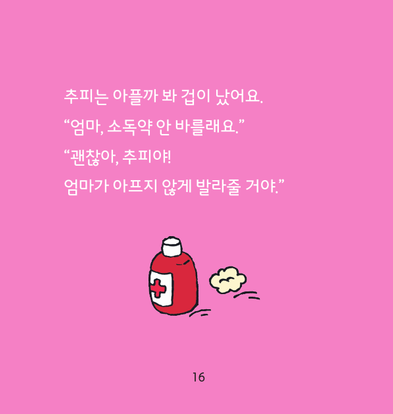 추피는 아플까 봐 겁이 났어요.
“엄마, 소독약 안 바를래요.”
“괜찮아, 추피야!
엄마가 아프지 않게 발라줄 거야.”
16